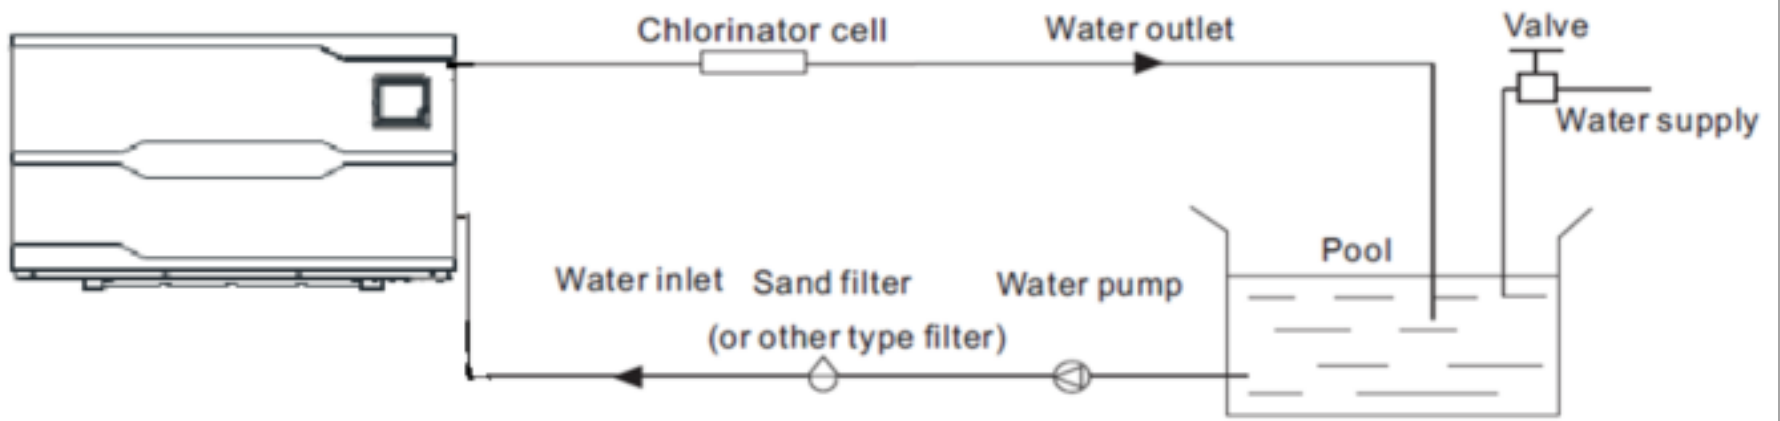 Chlorinator cell
Water outlet
Valve
Water supply
Pool
Water inlet
Sand filter
(or other type filter)
Water pump